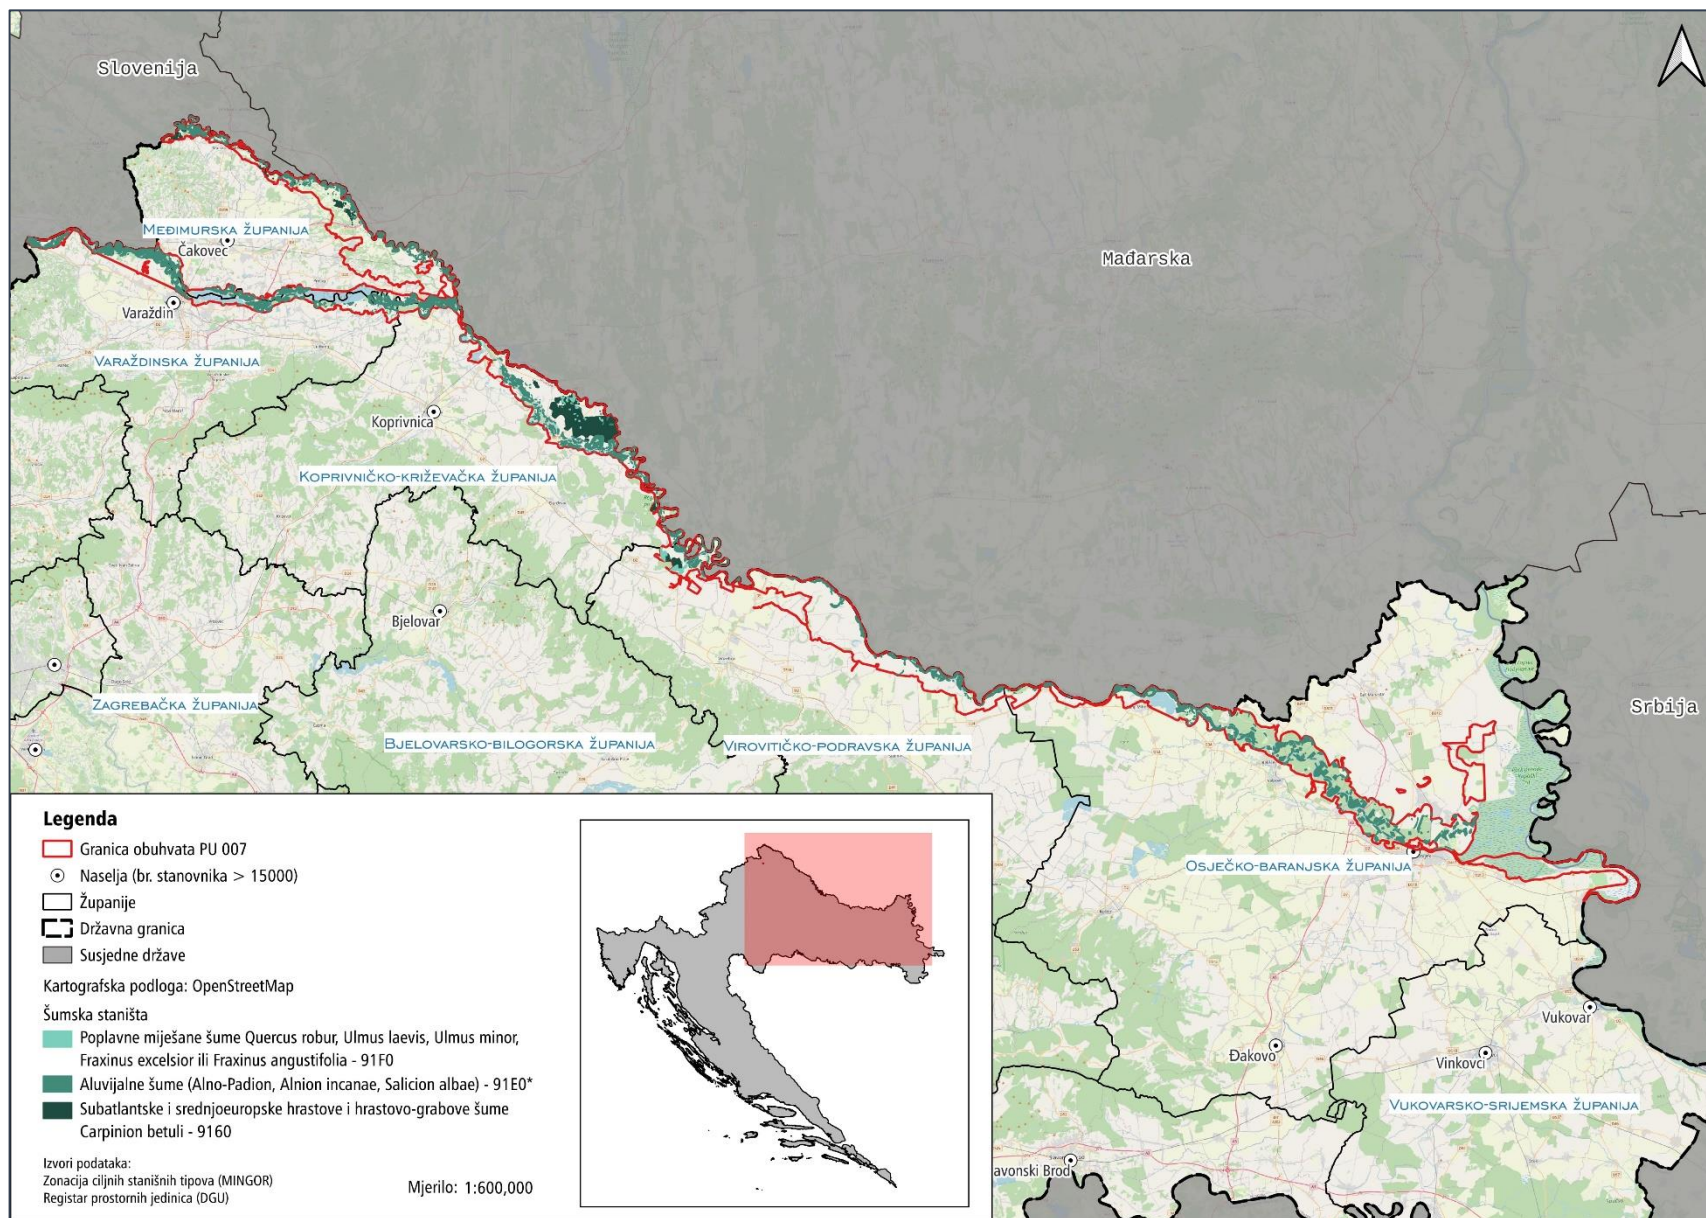 Slovenija
Mađarska
Srbija
MEĐIMURSKA ŽUPANIJA
Čakovec
Varaždin
VARAŽDINSKA ŽUPANIJA
Koprivnica
KOPRIVNIČKO-KRIŽEVAČKA ŽUPANIJA
Bjelovar
ZAGREBAČKA ŽUPANIJA
BJELOVARSKO-BILOGORSKA ŽUPANIJA
VIROVITIČKO-PODRAVSKA ŽUPANIJA
OSJEČKO-BARANJSKA ŽUPANIJA
Vukovar
Đakovo
Vinkovci
VUKOVARSKO-SRIJEMSKA ŽUPANIJA
avonski Brod
Legenda
Granica obuhvata PU 007
Naselja (br. stanovnika > 15000)
Županije
Državna granica
Susjedne države
Kartografska podloga: OpenStreetMap
Šumska staništa
Poplavne miješane šume Quercus robur, Ulmus laevis, Ulmus minor,
Fraxinus excelsior ili Fraxinus angustifolia - 91F0
Aluvijalne šume (Alno-Padion, Alnion incanae, Salicion albae) - 91E0*
Subatlantske i srednjoeuropske hrastove i hrastovo-grabove šume
Carpinion betuli - 9160
Izvori podataka:
Zonacija ciljnih stanišnih tipova (MINGOR)
Registar prostornih jedinica (DGU)
Mjerilo: 1:600,000